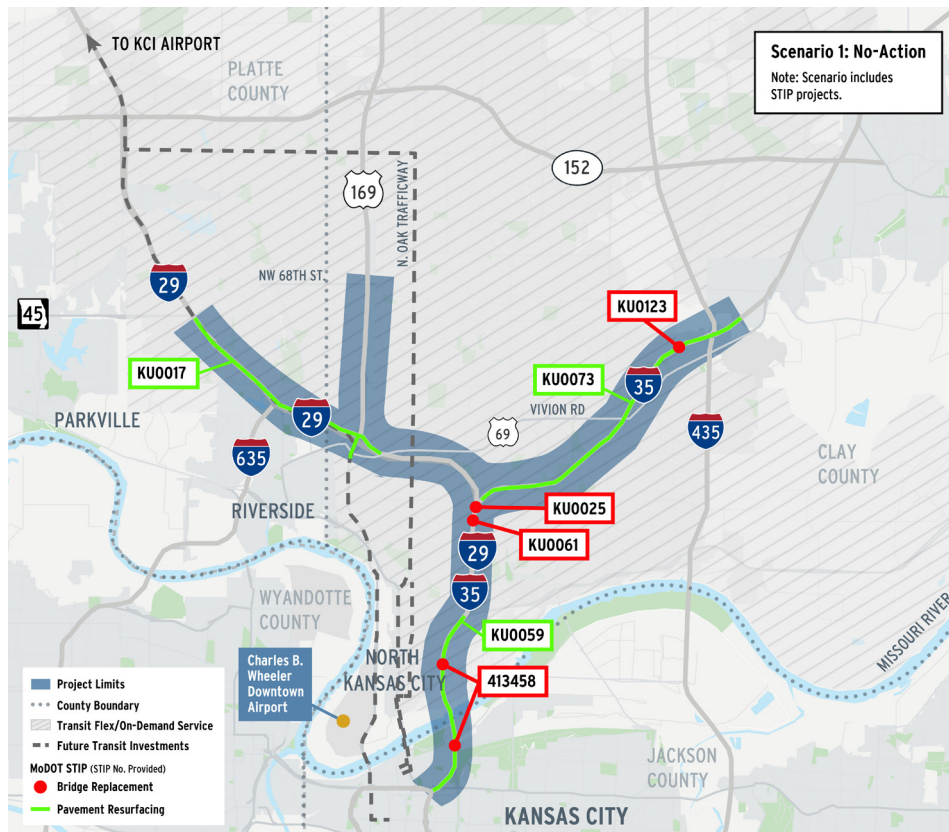 TO KCI AIRPORT
PLATTE
COUNTY
Scenario 1: No-Action
Note: Scenario includes
STIP projects.
152
169
N. OAK TRAFFICWAY
NW 68TH ST.
29
45
KU0123
KU0017
KU0073
35
VIVION RD
PARKVILLE
29
69
435
635
CLAY
COUNTY
RIVERSIDE
KU0025
KU0061
29
35
WYANDOTTE
COUNTY
MISSOURI RIVER
KU0059
NORTH
KANSAS CITY
413458
Charles B.
Wheeler
Downtown
Airport
JACKSON
COUNTY
KANSAS CITY
Project Limits
County Boundary
Transit Flex/On-Demand Service
Future Transit Investments
MoDOT STIP (STIP No. Provided)
Bridge Replacement
Pavement Resurfacing